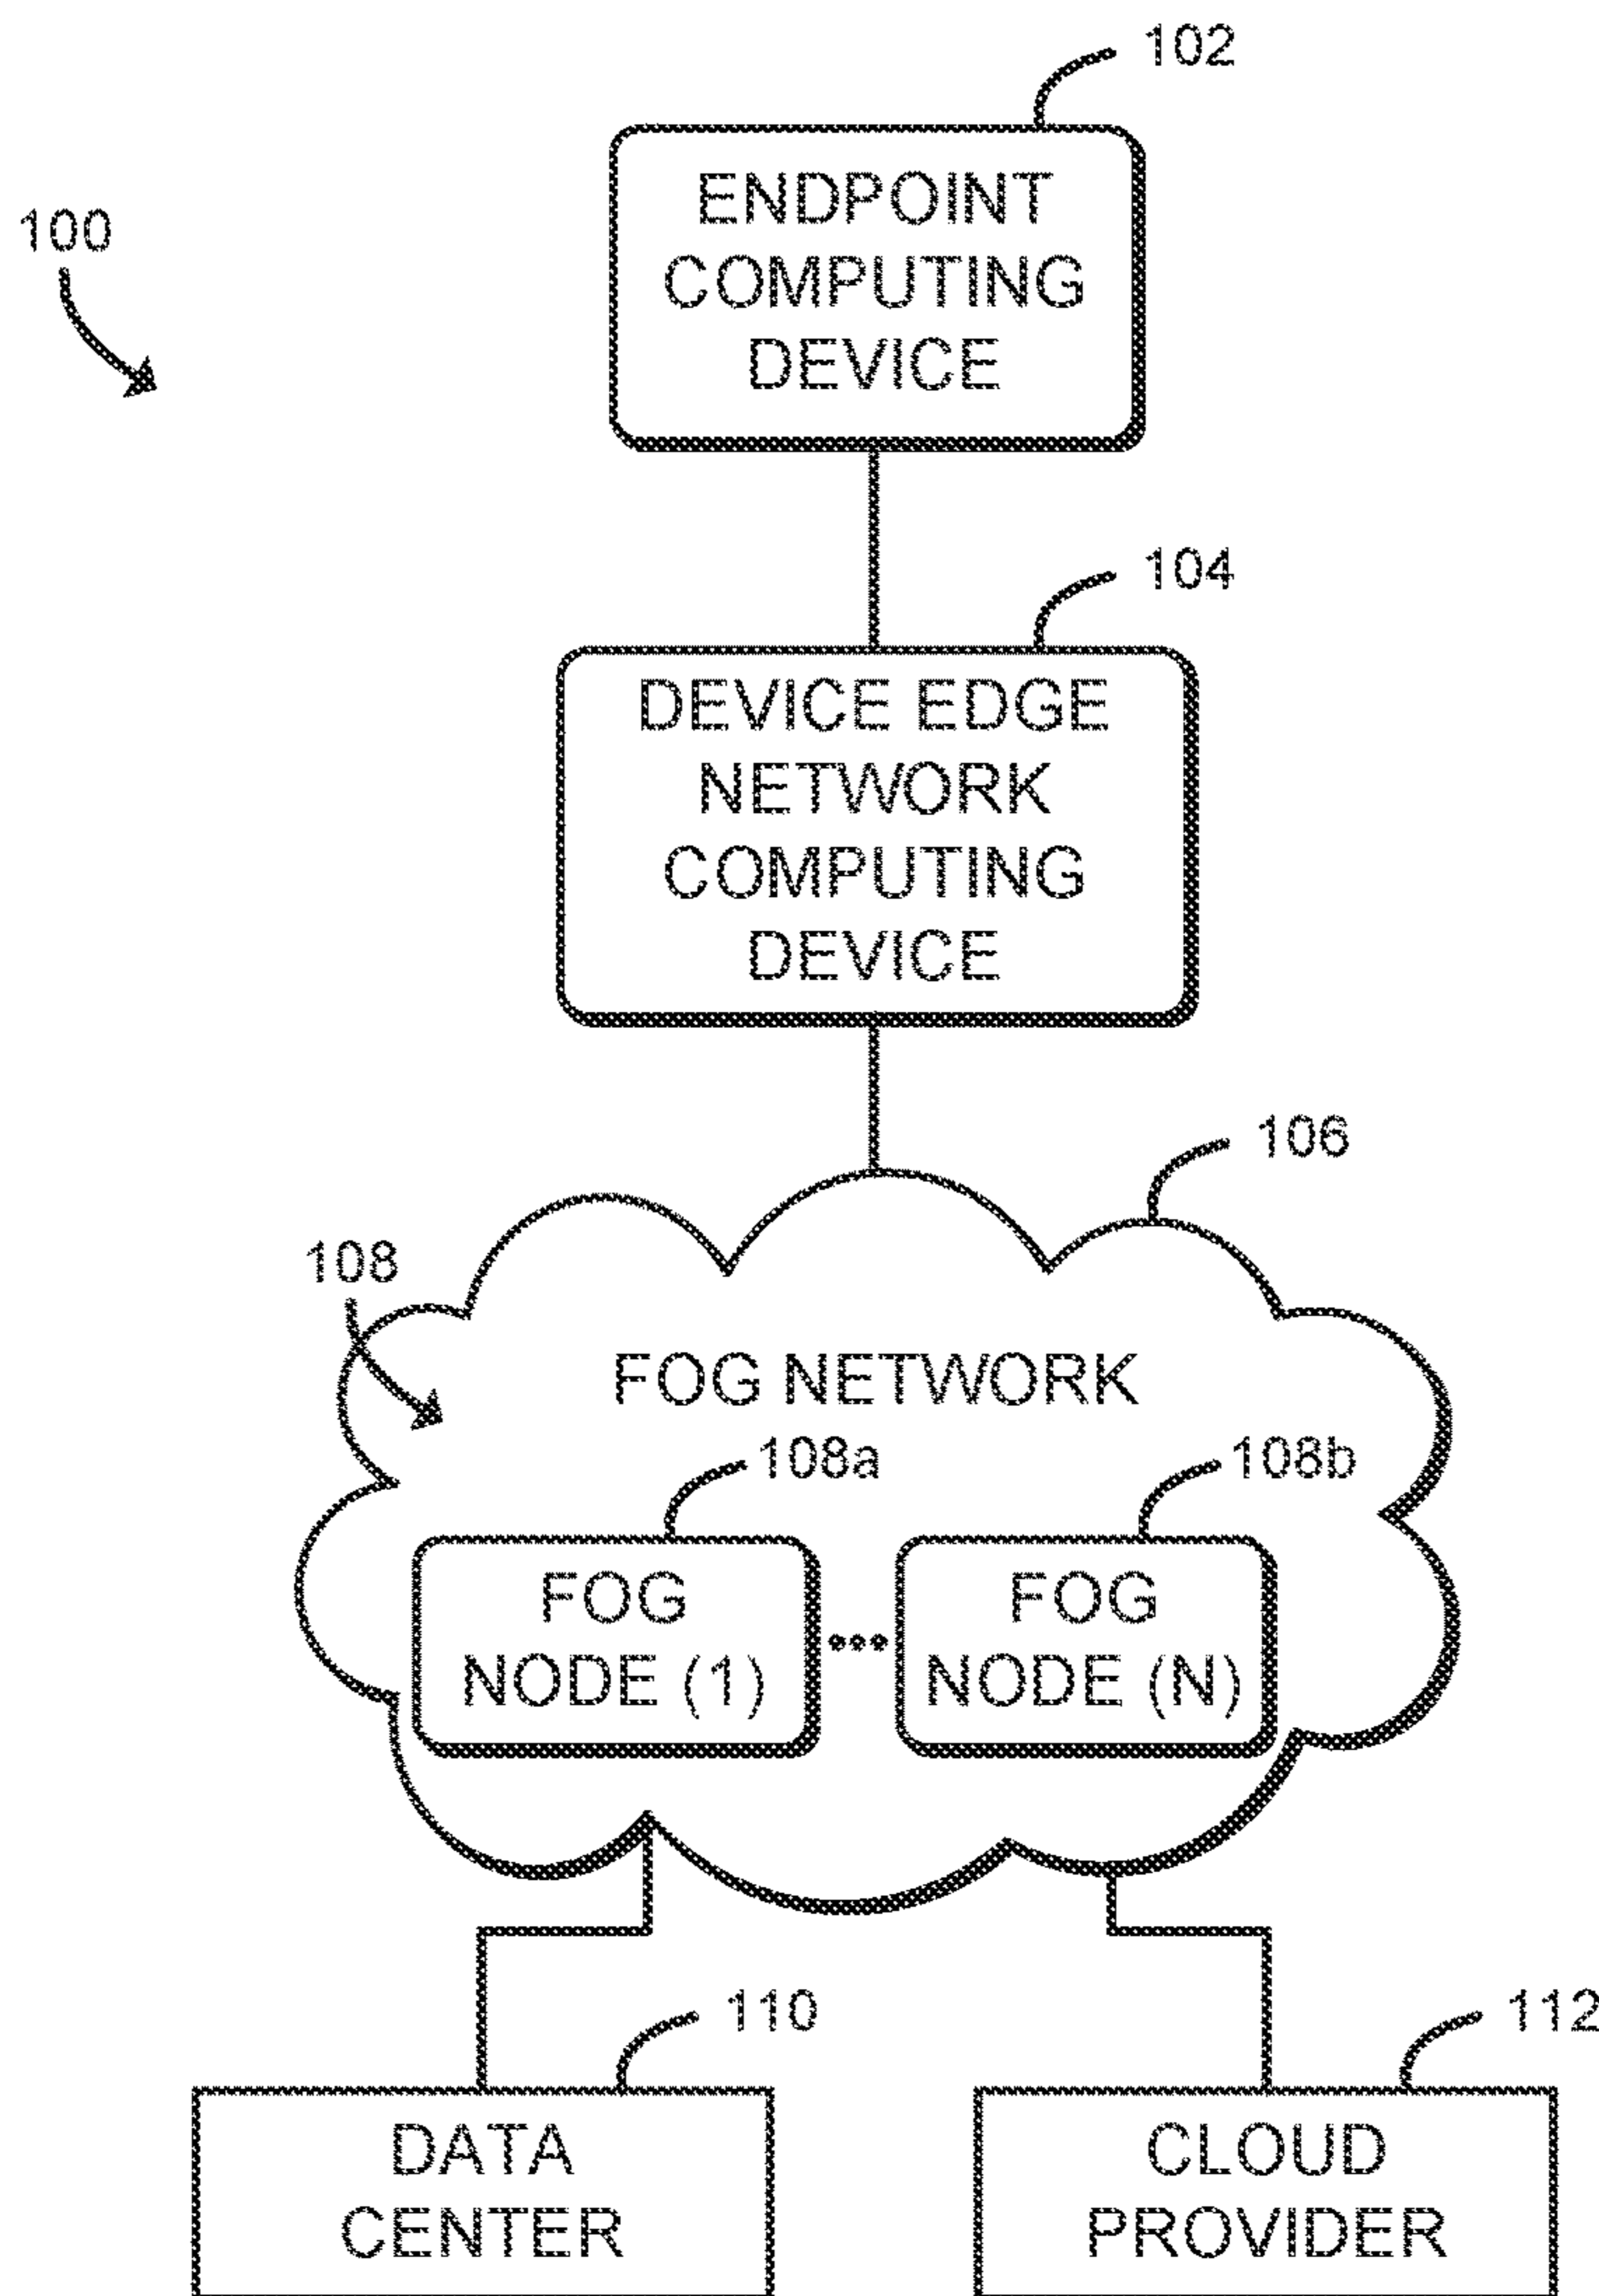 102
100
ENDPOINT
COMPUTING
DEVICE
104
DEVICE EDGE
NETWORK
COMPUTING
DEVICE
106
108
FOG NETWORK
108a
108b
FOG
NODE (1)
•••
FOG
NODE (N)
110
112
DATA
CENTER
CLOUD
PROVIDER